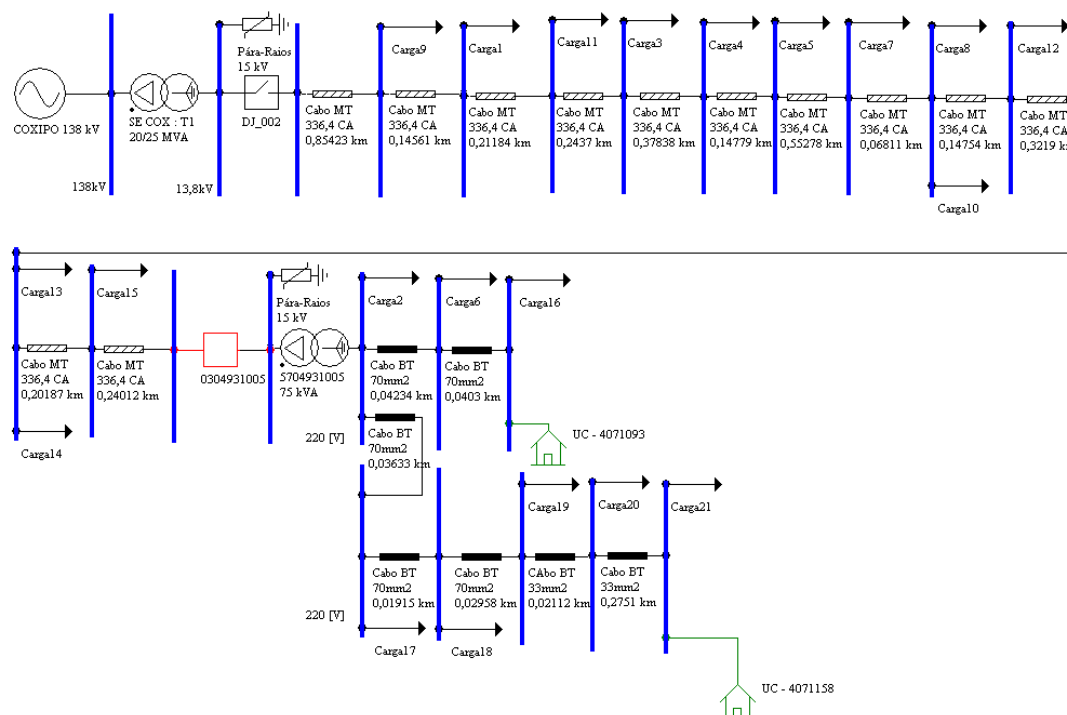 Carga9
Carga1
Carga11
Carga3
Carga4
Carga5
Carga7
Carga8
Carga12
Pára-Raios
15 kV
COXIPO 138 kV
SE COX : T1
20/25 MVA
DJ_002
Cabo MT
336,4 CA
0,85423 km
Cabo MT
336,4 CA
0,14561 km
Cabo MT
336,4 CA
0,21184 km
Cabo MT
336,4 CA
0,2437 km
Cabo MT
336,4 CA
0,37838 km
Cabo MT
336,4 CA
0,14779 km
Cabo MT
336,4 CA
0,55278 km
Cabo MT
336,4 CA
0,06811 km
Cabo MT
336,4 CA
0,14754 km
Cabo MT
336,4 CA
0,3219 km
138kV
13,8kV
Carga10
Carga13
Carga15
Pára-Raios
15 kV
Carga2
Carga6
Carga16
Cabo MT
336,4 CA
0,20187 km
Cabo MT
336,4 CA
0,24012 km
0304931005
5704931005
75 kVA
Cabo BT
70mm2
0,04234 km
Cabo BT
70mm2
0,0403 km
Carga14
220 [V]
Cabo BT
70mm2
0,03633 km
UC - 4071093
Carga19
Carga20
Carga21
Cabo BT
70mm2
0,01915 km
Cabo BT
70mm2
0,02958 km
CAbo BT
33mm2
0,02112 km
Cabo BT
33mm2
0,2751 km
220 [V]
Carga17
Carga18
UC - 4071158